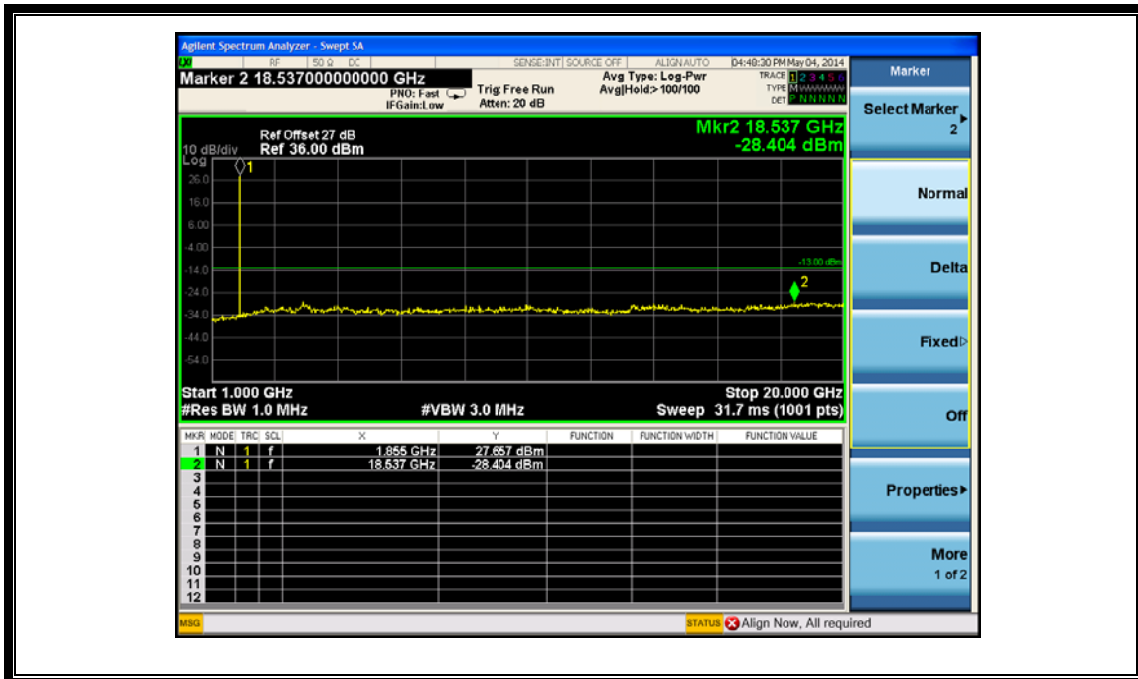 Agilent Spectrum Analyzer - Swept SA
LXI RF 50 Ω DC SENSE:INT SOURCE OFF ALIGNAUTO 04:48:30 PM May 04, 2014
Marker 2 18.537000000000 GHz
PNO: Fast
IFGain:Low
Trig: Free Run
Atten: 20 dB
Avg Type: Log-Pwr
Avg|Hold:> 100/100
TRACE 1 2 3 4 5 6
TYPE M
DET P N N N N N
Mkr2 18.537 GHz
-28.404 dBm
Ref Offset 27 dB
10 dB/div Ref 36.00 dBm
Log
1
26.0
16.0
6.00
-4.00
-13.00 dBm
-14.0
2
-24.0
-34.0
-44.0
-54.0
Start 1.000 GHz Stop 20.000 GHz
#Res BW 1.0 MHz #VBW 3.0 MHz Sweep 31.7 ms (1001 pts)
MKR MODE TRC SCL X Y FUNCTION FUNCTION WIDTH FUNCTION VALUE
1 N 1 f 1.855 GHz 27.657 dBm
2 N 1 f 18.537 GHz -28.404 dBm
3
4
5
6
7
8
9
10
11
12
MSG STATUS Align Now, All required
Marker
Select Marker
2
Normal
Delta
Fixed
Off
Properties
More
1 of 2